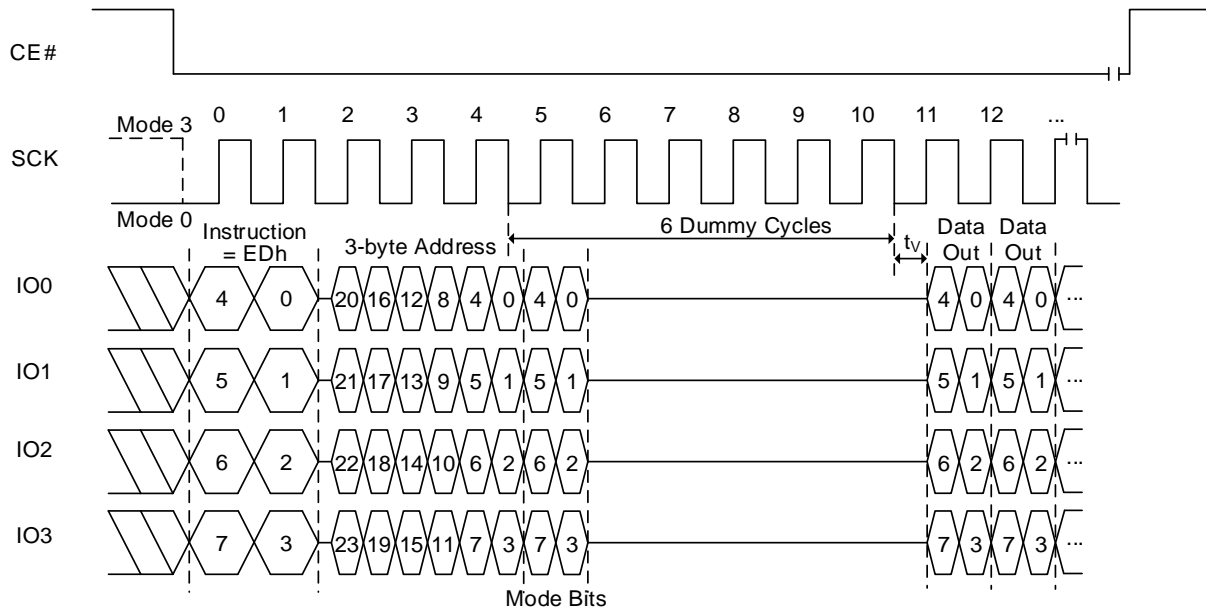 CE#
0 1 2 3 4 5 6 7 8 9 10 11 12 ...
Mode 3
SCK
Mode 0
Instruction
= EDh
3-byte Address
6 Dummy Cycles
tV
Data
Out
Data
Out
IO0
4 0 20 16 12 8 4 0 4 0 4 0 4 0 ...
IO1
5 1 21 17 13 9 5 1 5 1 5 1 5 1 ...
IO2
6 2 22 18 14 10 6 2 6 2 6 2 6 2 ...
IO3
7 3 23 19 15 11 7 3 7 3 7 3 7 3 ...
Mode Bits